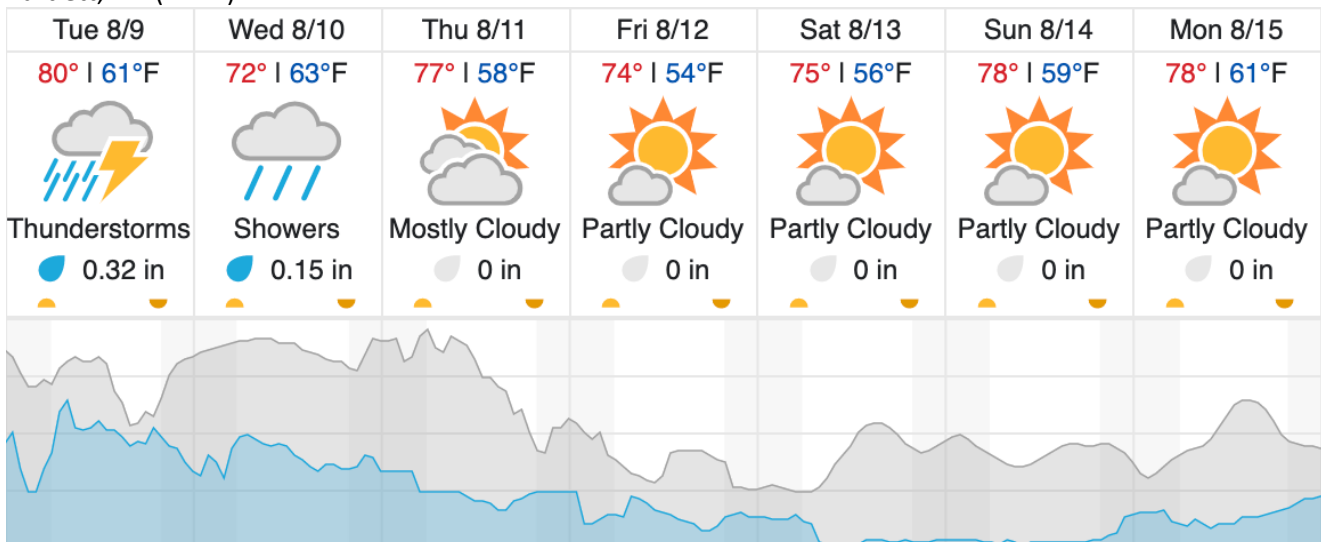 Tue 8/9 Wed 8/10 Thu 8/11 Fri 8/12 Sat 8/13 Sun 8/14 Mon 8/15
80° | 61°F 72° | 63°F 77° | 58°F 74° | 54°F 75° | 56°F 78° | 59°F 78° | 61°F
Thunderstorms Showers Mostly Cloudy Partly Cloudy Partly Cloudy Partly Cloudy Partly Cloudy
0.32 in 0.15 in 0 in 0 in 0 in 0 in 0 in